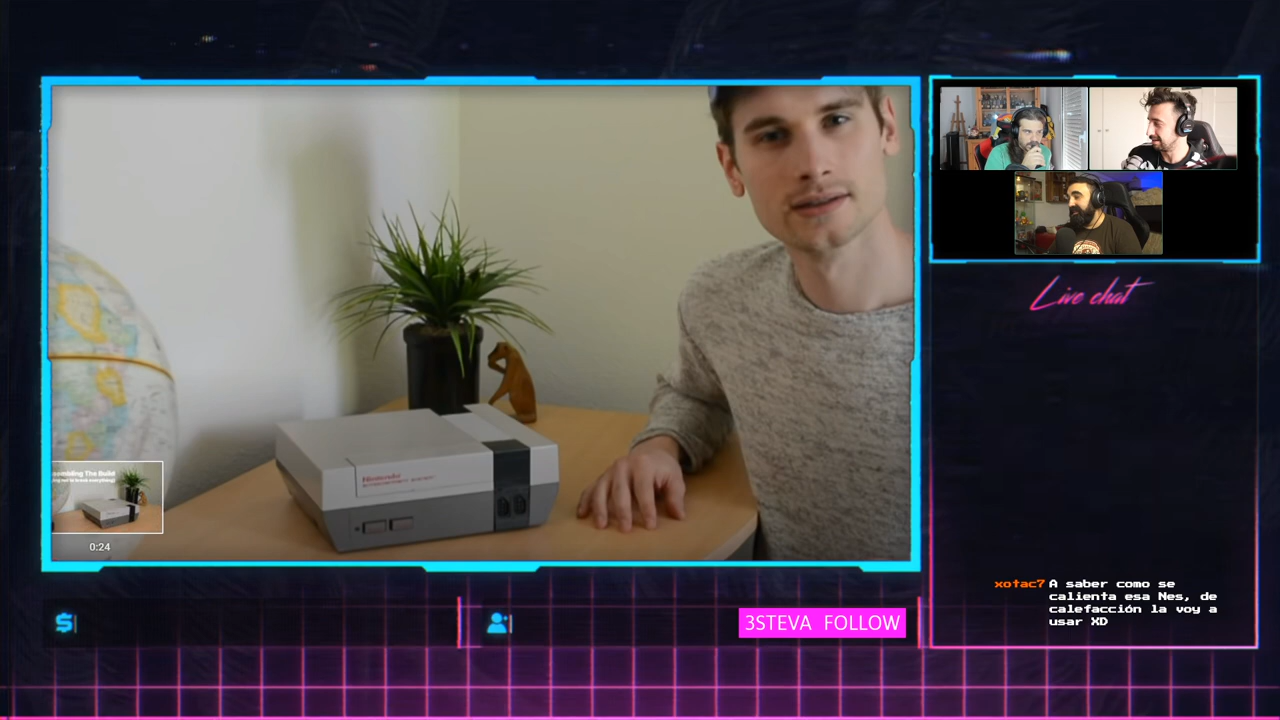 Live chat
Nintendo
0:24
xotac7 A saber como se
calienta esa Nes, de
calefacción la voy a
usar XD
$
3STEVA FOLLOW